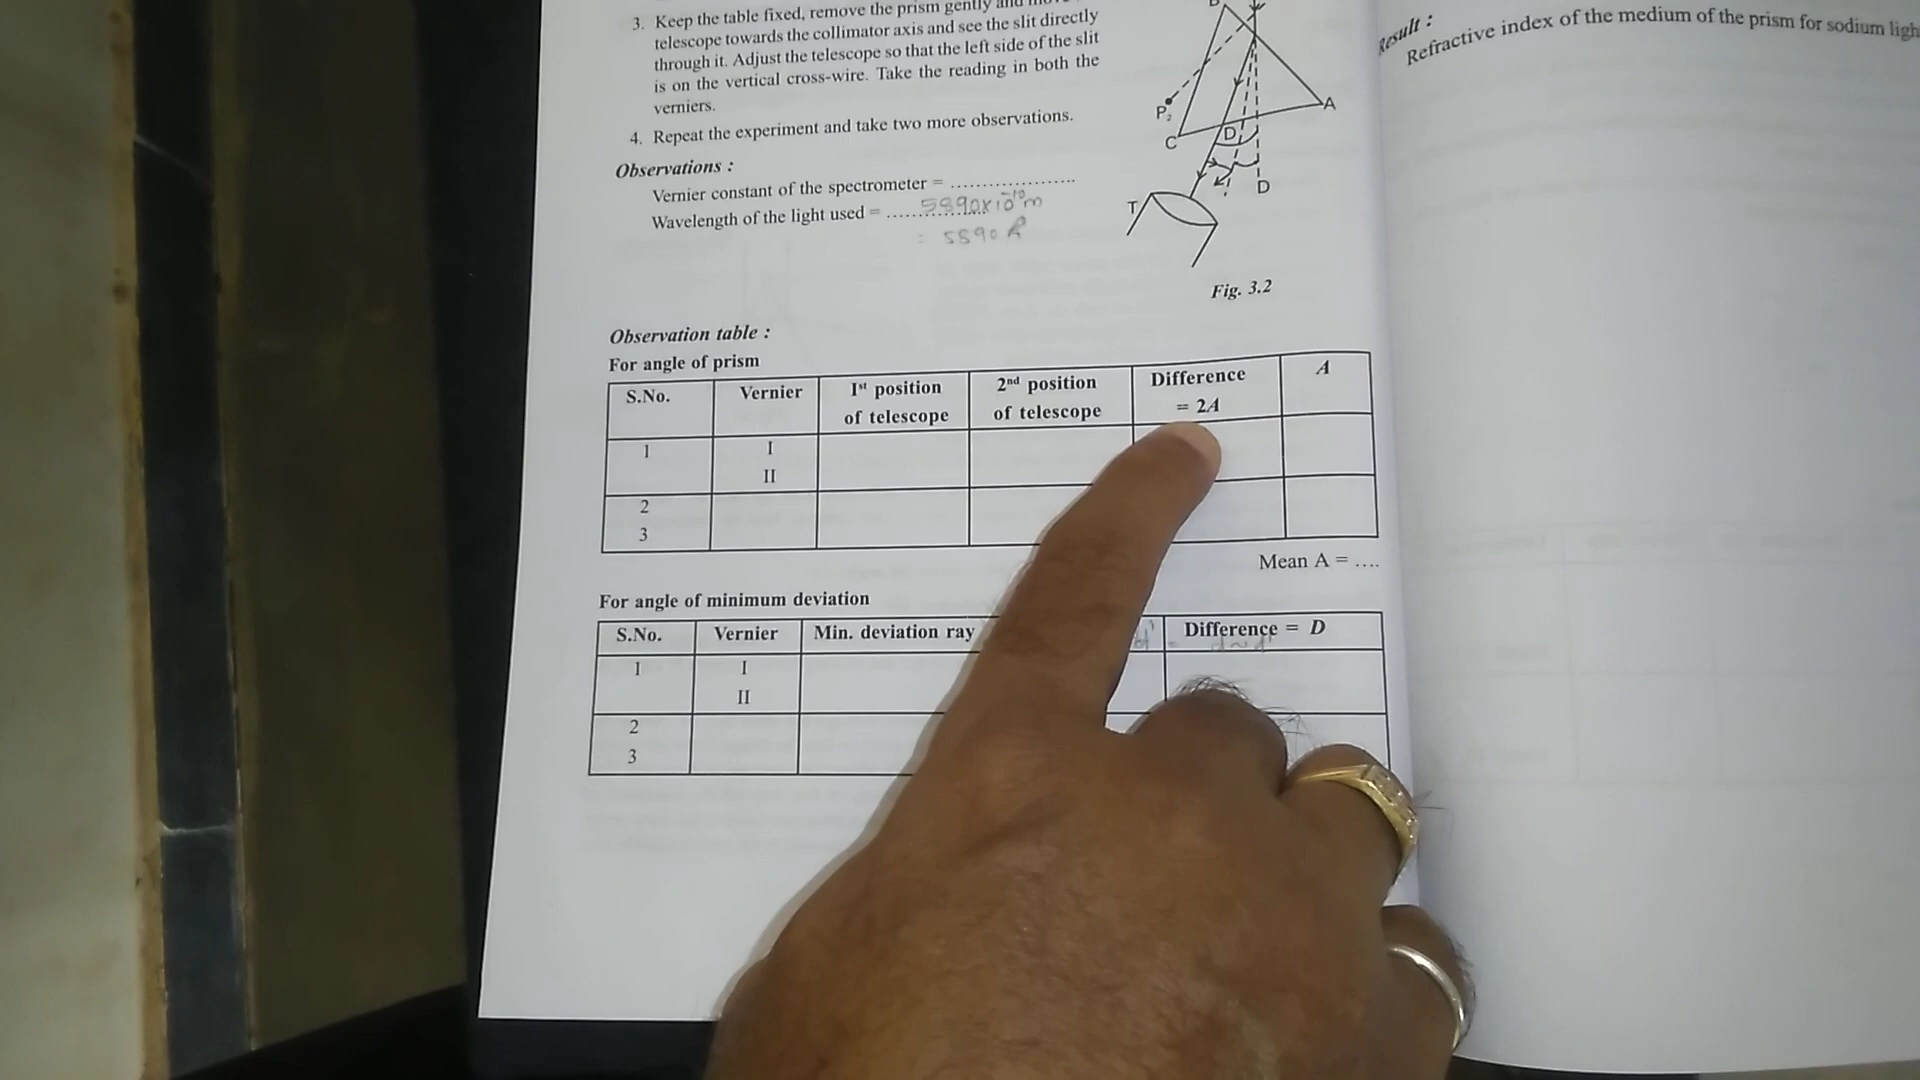 3. Keep the table fixed, remove the prism gently and
telescope towards the collimator axis and see the slit directly
through it. Adjust the telescope so that the left side of the slit
is on the vertical cross-wire. Take the reading in both the
verniers.
4. Repeat the experiment and take two more observations.
Observations :
Vernier constant of the spectrometer = ....................
Wavelength of the light used = .................. 5890x10⁻¹⁰m
= 5890 Å
P₂
C
A
D
D
T
Fig. 3.2
Observation table :
For angle of prism
S.No. Vernier Iˢᵗ position of telescope 2ⁿᵈ position of telescope Difference = 2A A
1 I
II
2
3
Mean A = ....
For angle of minimum deviation
S.No. Vernier Min. deviation ray Difference = D
1 I
II
2
3
Result :
Refractive index of the medium of the prism for sodium